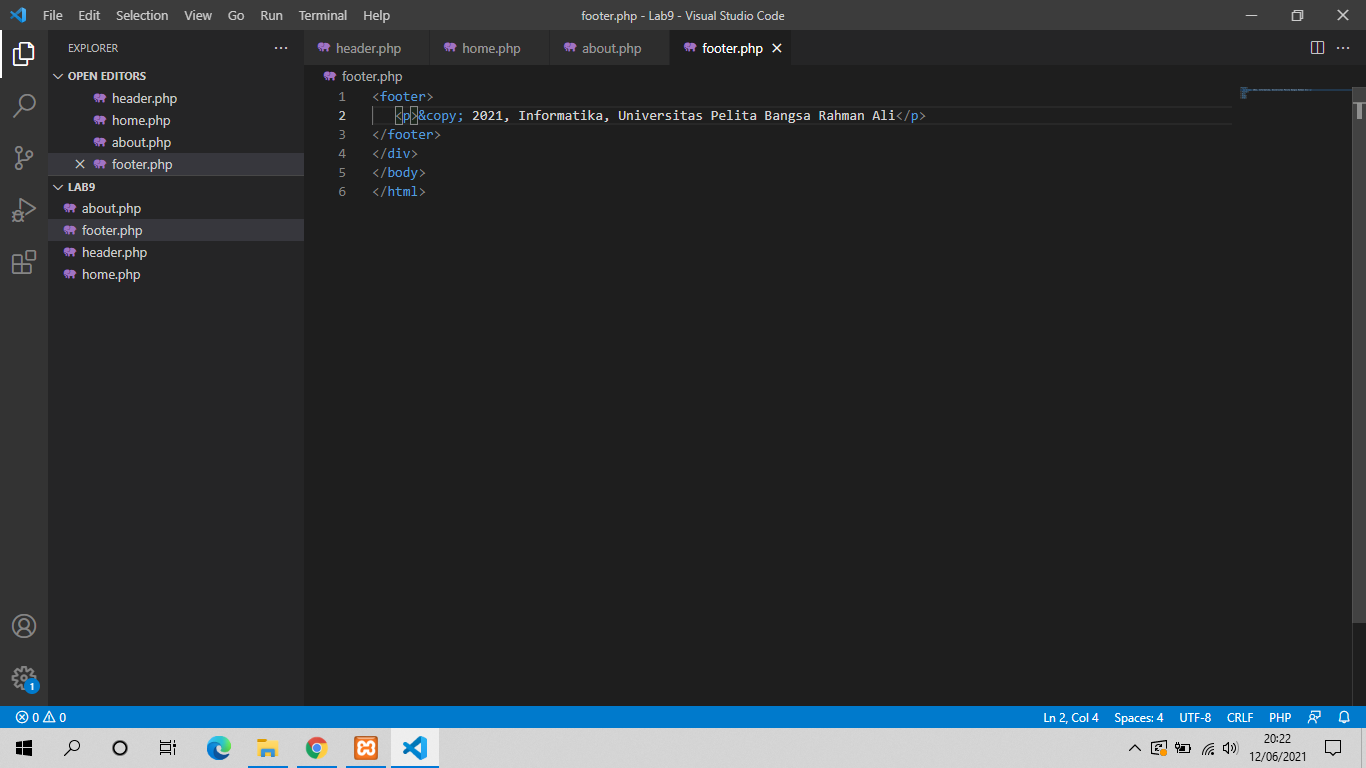 File Edit Selection View Go Run Terminal Help
footer.php - Lab9 - Visual Studio Code
EXPLORER
OPEN EDITORS
header.php
home.php
about.php
footer.php
LAB9
about.php
footer.php
header.php
home.php
header.php home.php about.php footer.php
footer.php
1 <footer>
2 <p>&copy; 2021, Informatika, Universitas Pelita Bangsa Rahman Ali</p>
3 </footer>
4 </div>
5 </body>
6 </html>
1
0 0
Ln 2, Col 4 Spaces: 4 UTF-8 CRLF PHP
20:22
12/06/2021